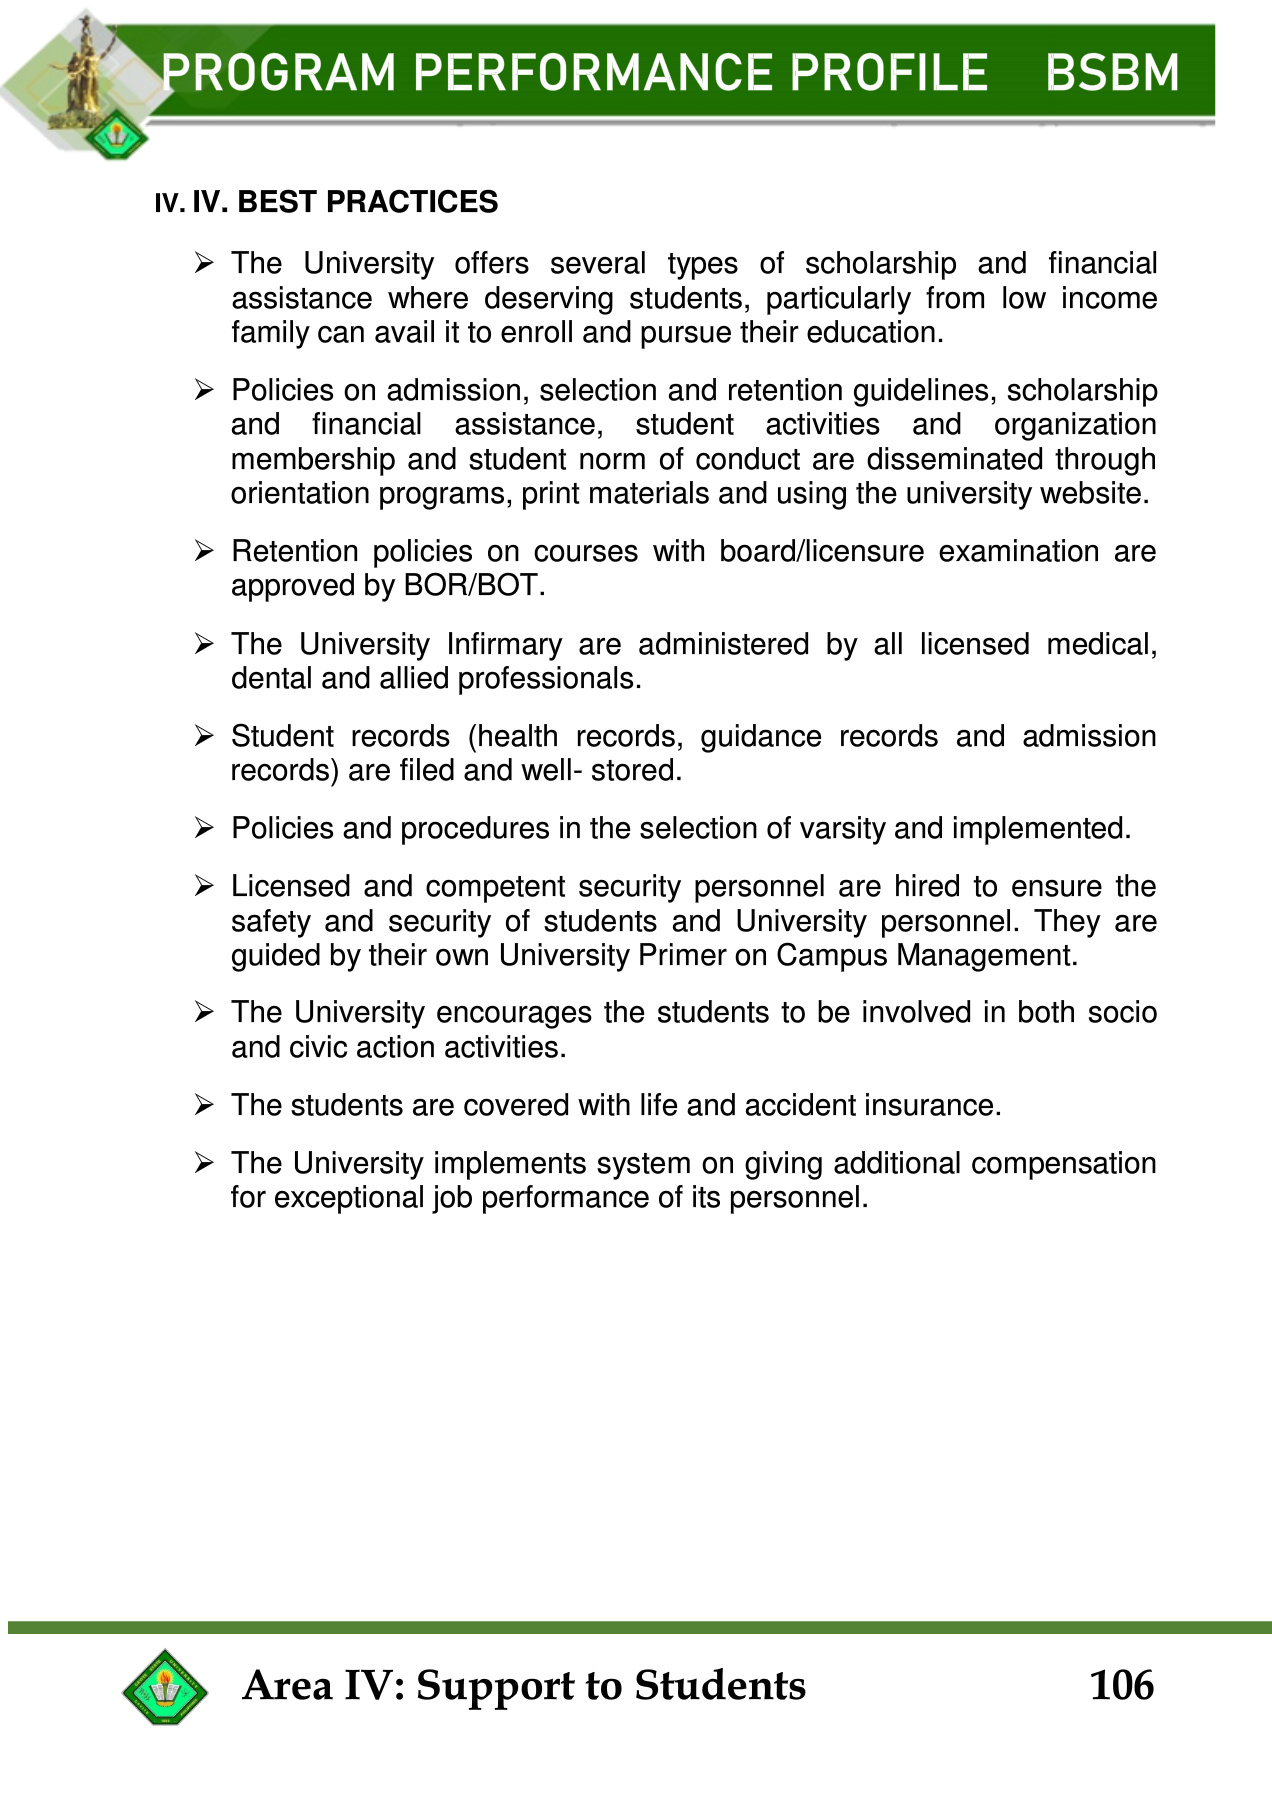 PROGRAM PERFORMANCE PROFILE BSBM
IV. IV. BEST PRACTICES
➢ The University offers several types of scholarship and financial
assistance where deserving students, particularly from low income
family can avail it to enroll and pursue their education.
➢ Policies on admission, selection and retention guidelines, scholarship
and financial assistance, student activities and organization
membership and student norm of conduct are disseminated through
orientation programs, print materials and using the university website.
➢ Retention policies on courses with board/licensure examination are
approved by BOR/BOT.
➢ The University Infirmary are administered by all licensed medical,
dental and allied professionals.
➢ Student records (health records, guidance records and admission
records) are filed and well- stored.
➢ Policies and procedures in the selection of varsity and implemented.
➢ Licensed and competent security personnel are hired to ensure the
safety and security of students and University personnel. They are
guided by their own University Primer on Campus Management.
➢ The University encourages the students to be involved in both socio
and civic action activities.
➢ The students are covered with life and accident insurance.
➢ The University implements system on giving additional compensation
for exceptional job performance of its personnel.
Area IV: Support to Students 106